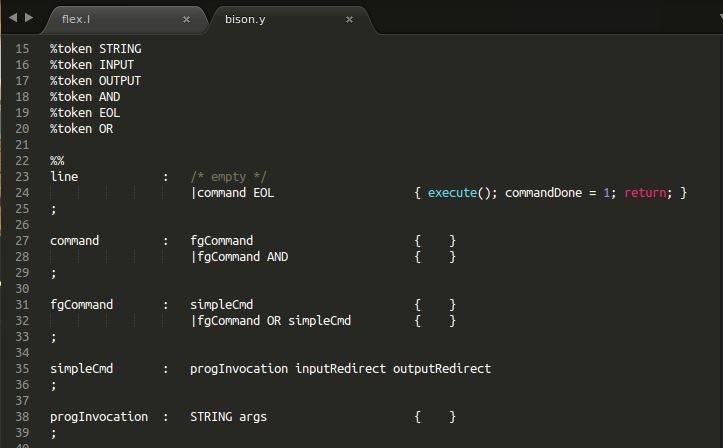 flex.l × bison.y ×
15 %token STRING
16 %token INPUT
17 %token OUTPUT
18 %token AND
19 %token EOL
20 %token OR
21
22 %%
23 line : /* empty */
24 |command EOL { execute(); commandDone = 1; return; }
25 ;
26
27 command : fgCommand { }
28 |fgCommand AND { }
29 ;
30
31 fgCommand : simpleCmd { }
32 |fgCommand OR simpleCmd { }
33 ;
34
35 simpleCmd : progInvocation inputRedirect outputRedirect
36 ;
37
38 progInvocation : STRING args { }
39 ;